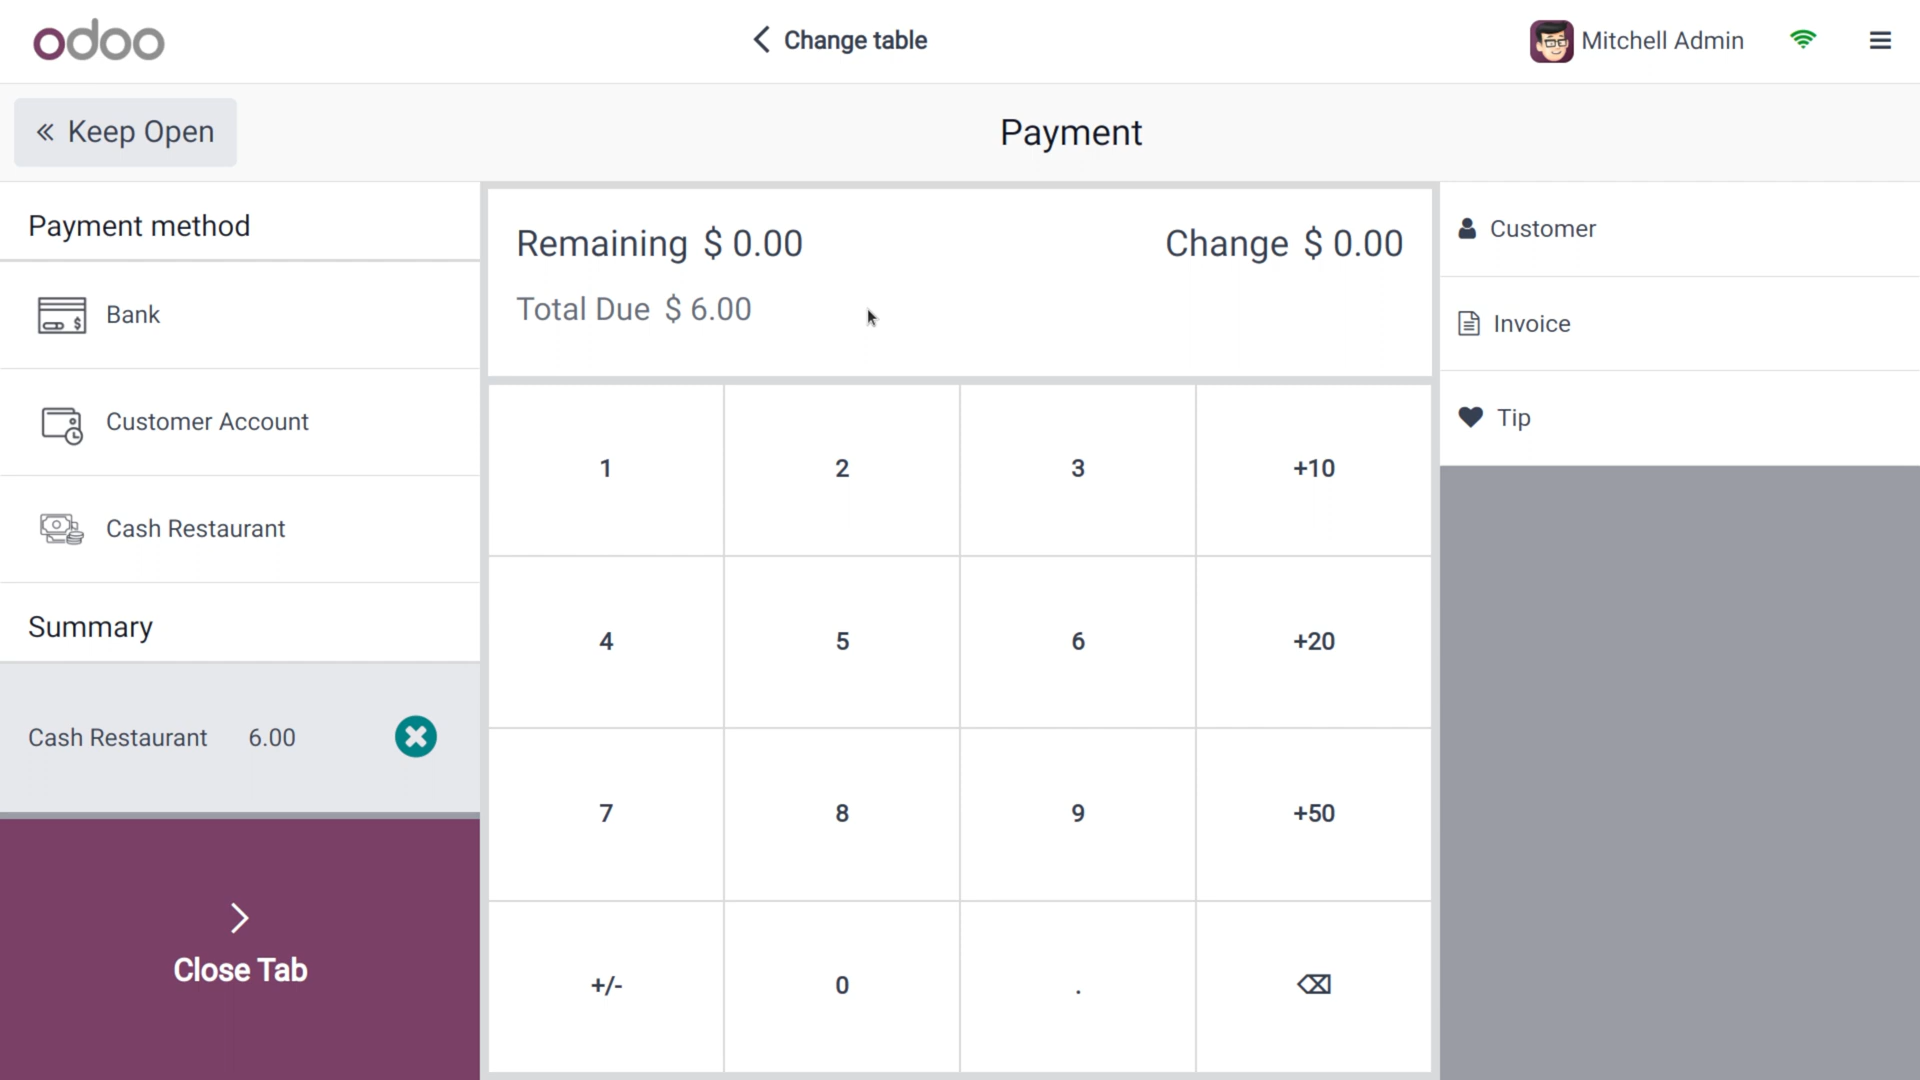 odoo
Change table
Mitchell Admin
Keep Open
Payment
Payment method
Bank
Customer Account
Cash Restaurant
Summary
Cash Restaurant 6.00
Close Tab
Remaining $ 0.00 Change $ 0.00
Total Due $ 6.00
1 2 3 +10
4 5 6 +20
7 8 9 +50
+/- 0 .
Customer
Invoice
Tip